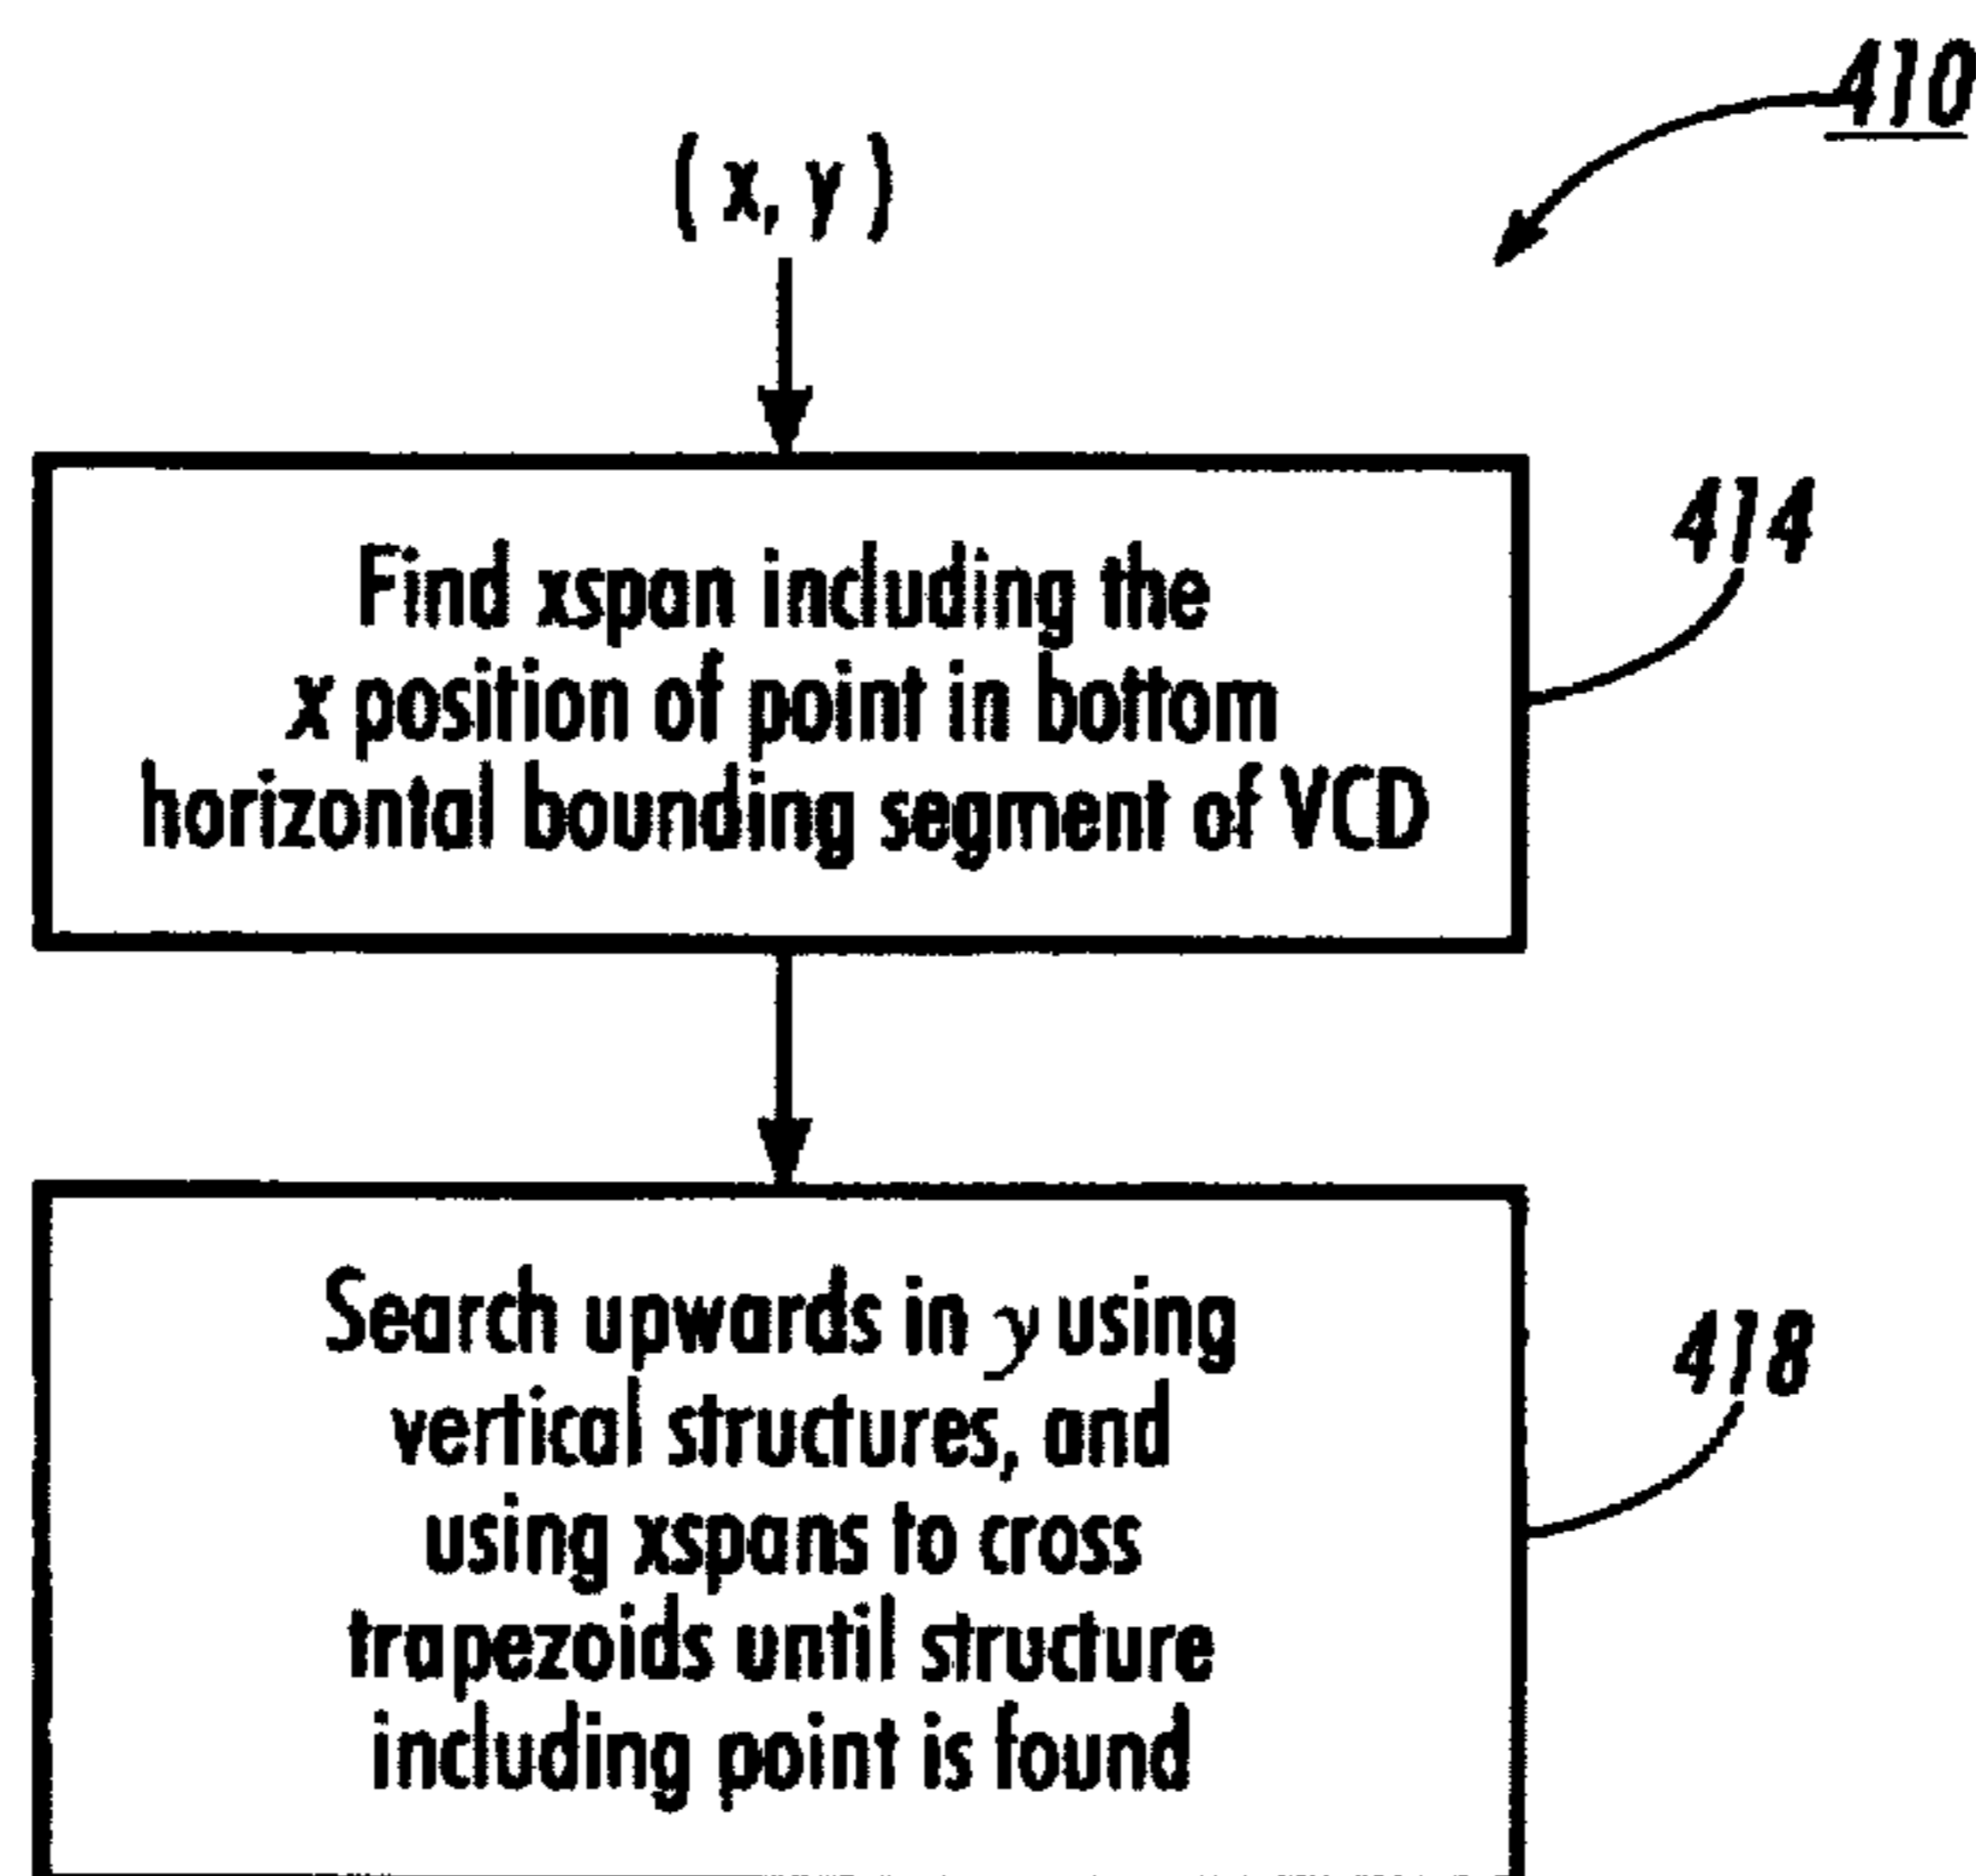 410
( x, y )
Find xspan including the
x position of point in bottom
horizontal bounding segment of VCD
414
Search upwards in y using
vertical structures, and
using xspans to cross
trapezoids until structure
including point is found
418